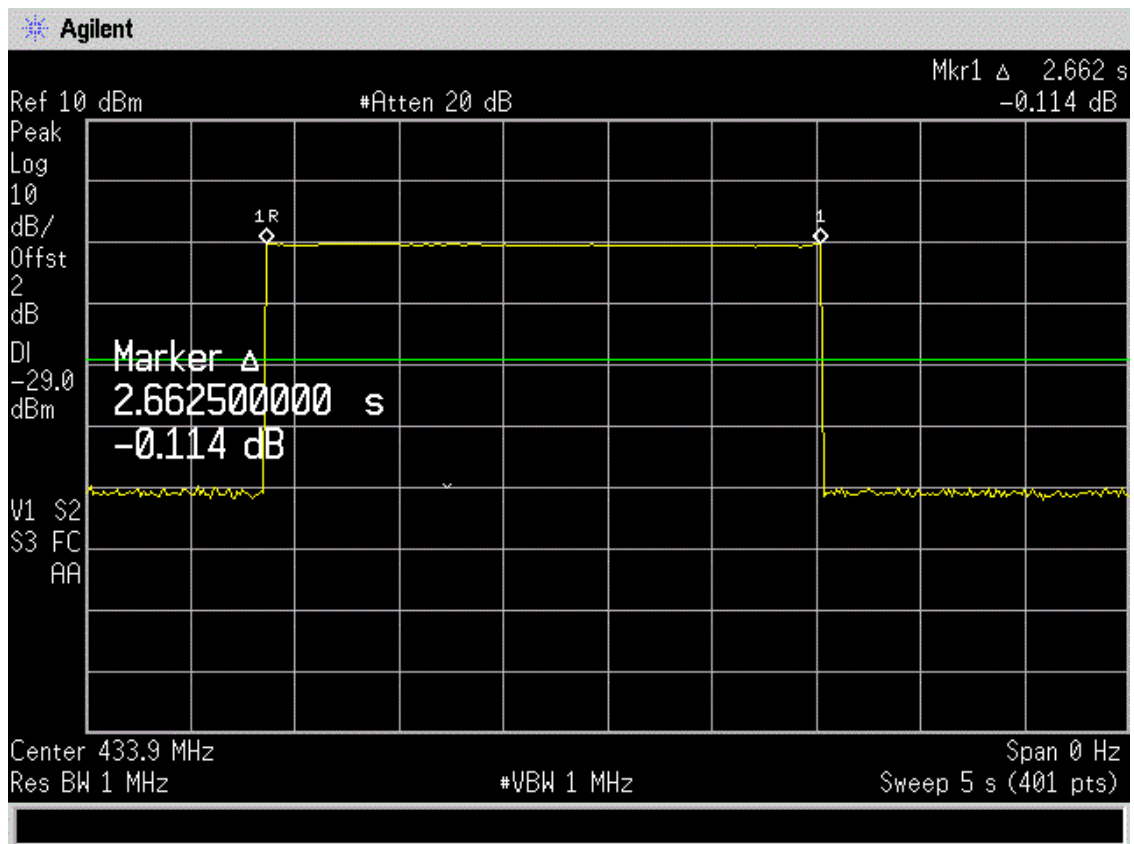 Agilent
Mkr1 Δ 2.662 s
Ref 10 dBm #Atten 20 dB -0.114 dB
Peak
Log
10
dB/
Offst
2
dB
DI
-29.0
dBm
1R
1
Marker Δ
2.662500000 s
-0.114 dB
V1 S2
S3 FC
AA
Center 433.9 MHz Span 0 Hz
Res BW 1 MHz #VBW 1 MHz Sweep 5 s (401 pts)